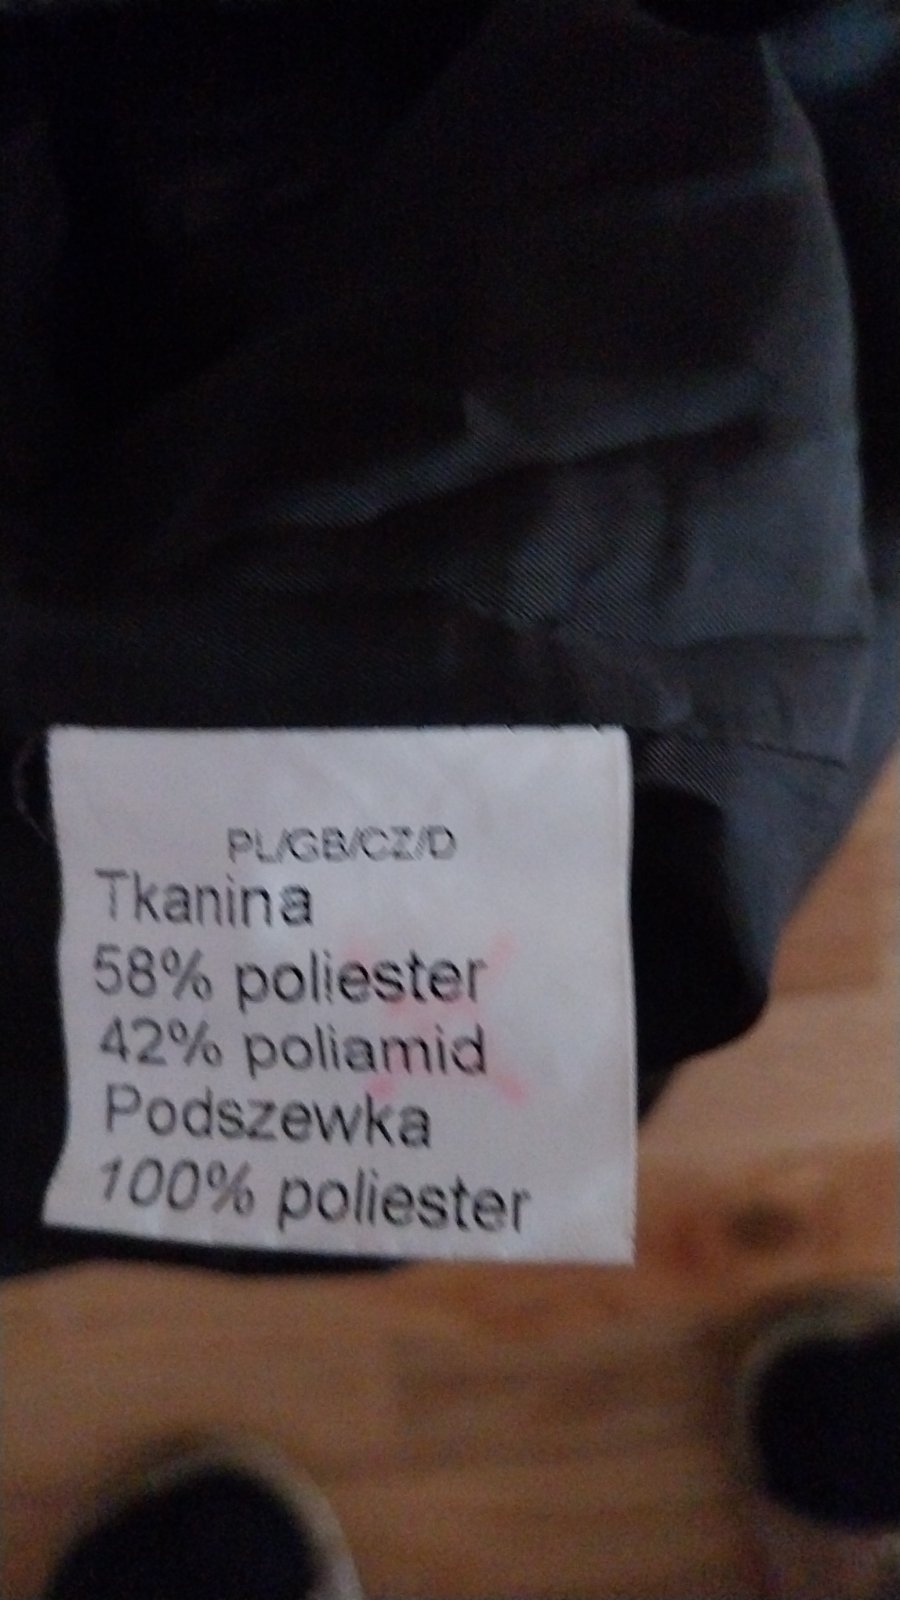 PL/GB/CZ/D
Tkanina
58% poliester
42% poliamid
Podszewka
100% poliester